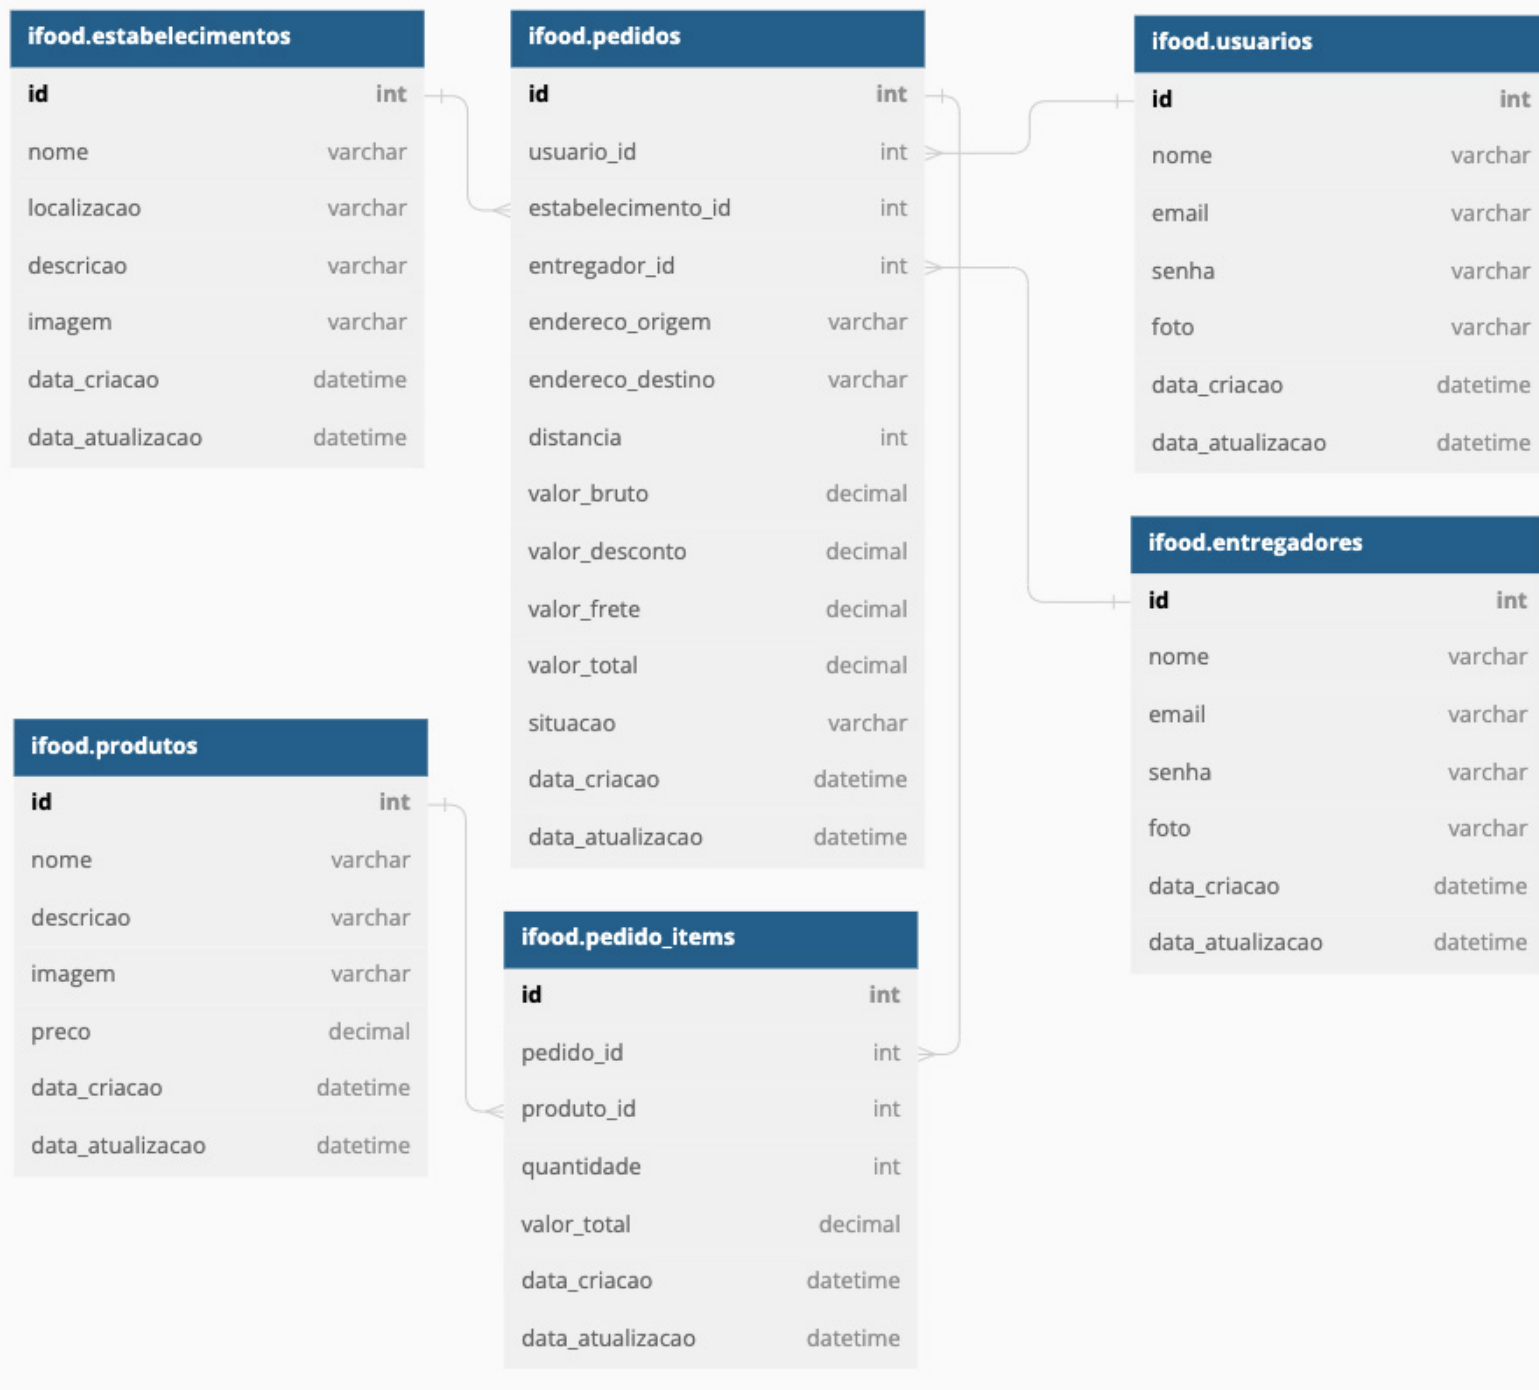 ifood.estabelecimentos
id int
nome varchar
localizacao varchar
descricao varchar
imagem varchar
data_criacao datetime
data_atualizacao datetime
ifood.pedidos
id int
usuario_id int
estabelecimento_id int
entregador_id int
endereco_origem varchar
endereco_destino varchar
distancia int
valor_bruto decimal
valor_desconto decimal
valor_frete decimal
valor_total decimal
situacao varchar
data_criacao datetime
data_atualizacao datetime
ifood.usuarios
id int
nome varchar
email varchar
senha varchar
foto varchar
data_criacao datetime
data_atualizacao datetime
ifood.entregadores
id int
nome varchar
email varchar
senha varchar
foto varchar
data_criacao datetime
data_atualizacao datetime
ifood.produtos
id int
nome varchar
descricao varchar
imagem varchar
preco decimal
data_criacao datetime
data_atualizacao datetime
ifood.pedido_items
id int
pedido_id int
produto_id int
quantidade int
valor_total decimal
data_criacao datetime
data_atualizacao datetime